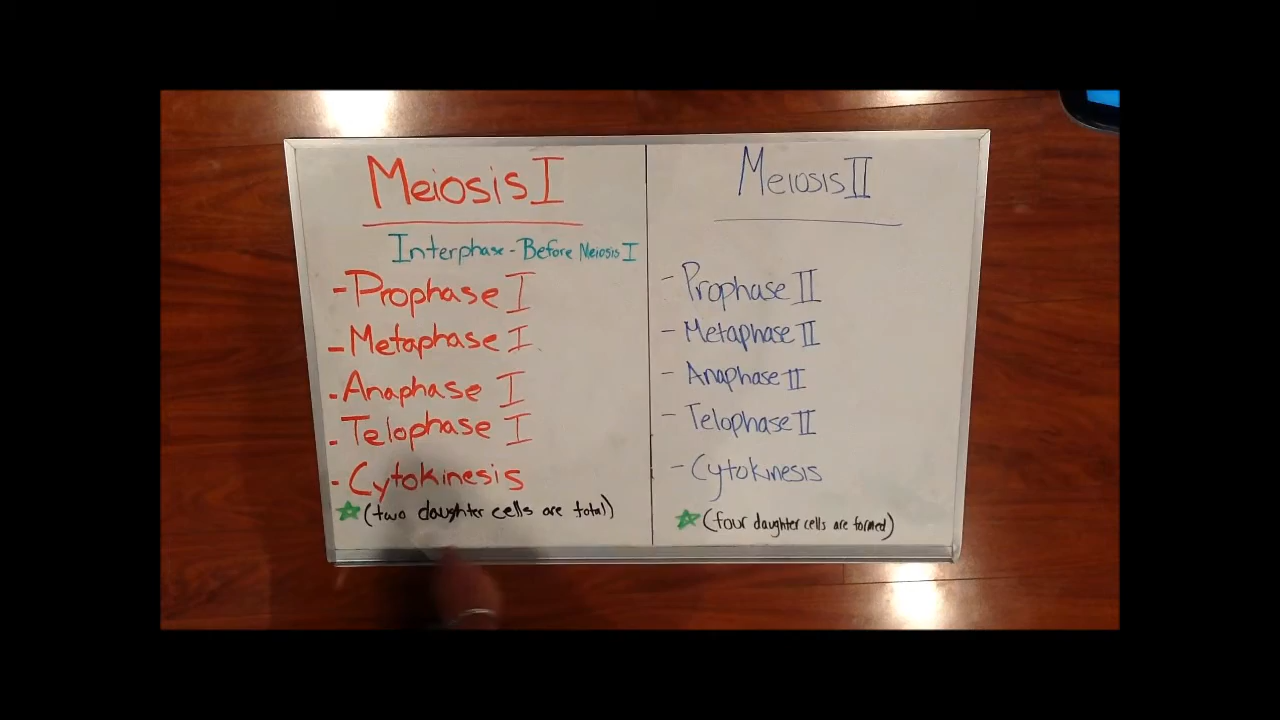 Meiosis I
Interphase - Before Meiosis I
- Prophase I
- Metaphase I
- Anaphase I
- Telophase I
- Cytokinesis
(two daughter cells are total)
Meiosis II
- Prophase II
- Metaphase II
- Anaphase II
- Telophase II
- Cytokinesis
(four daughter cells are formed)